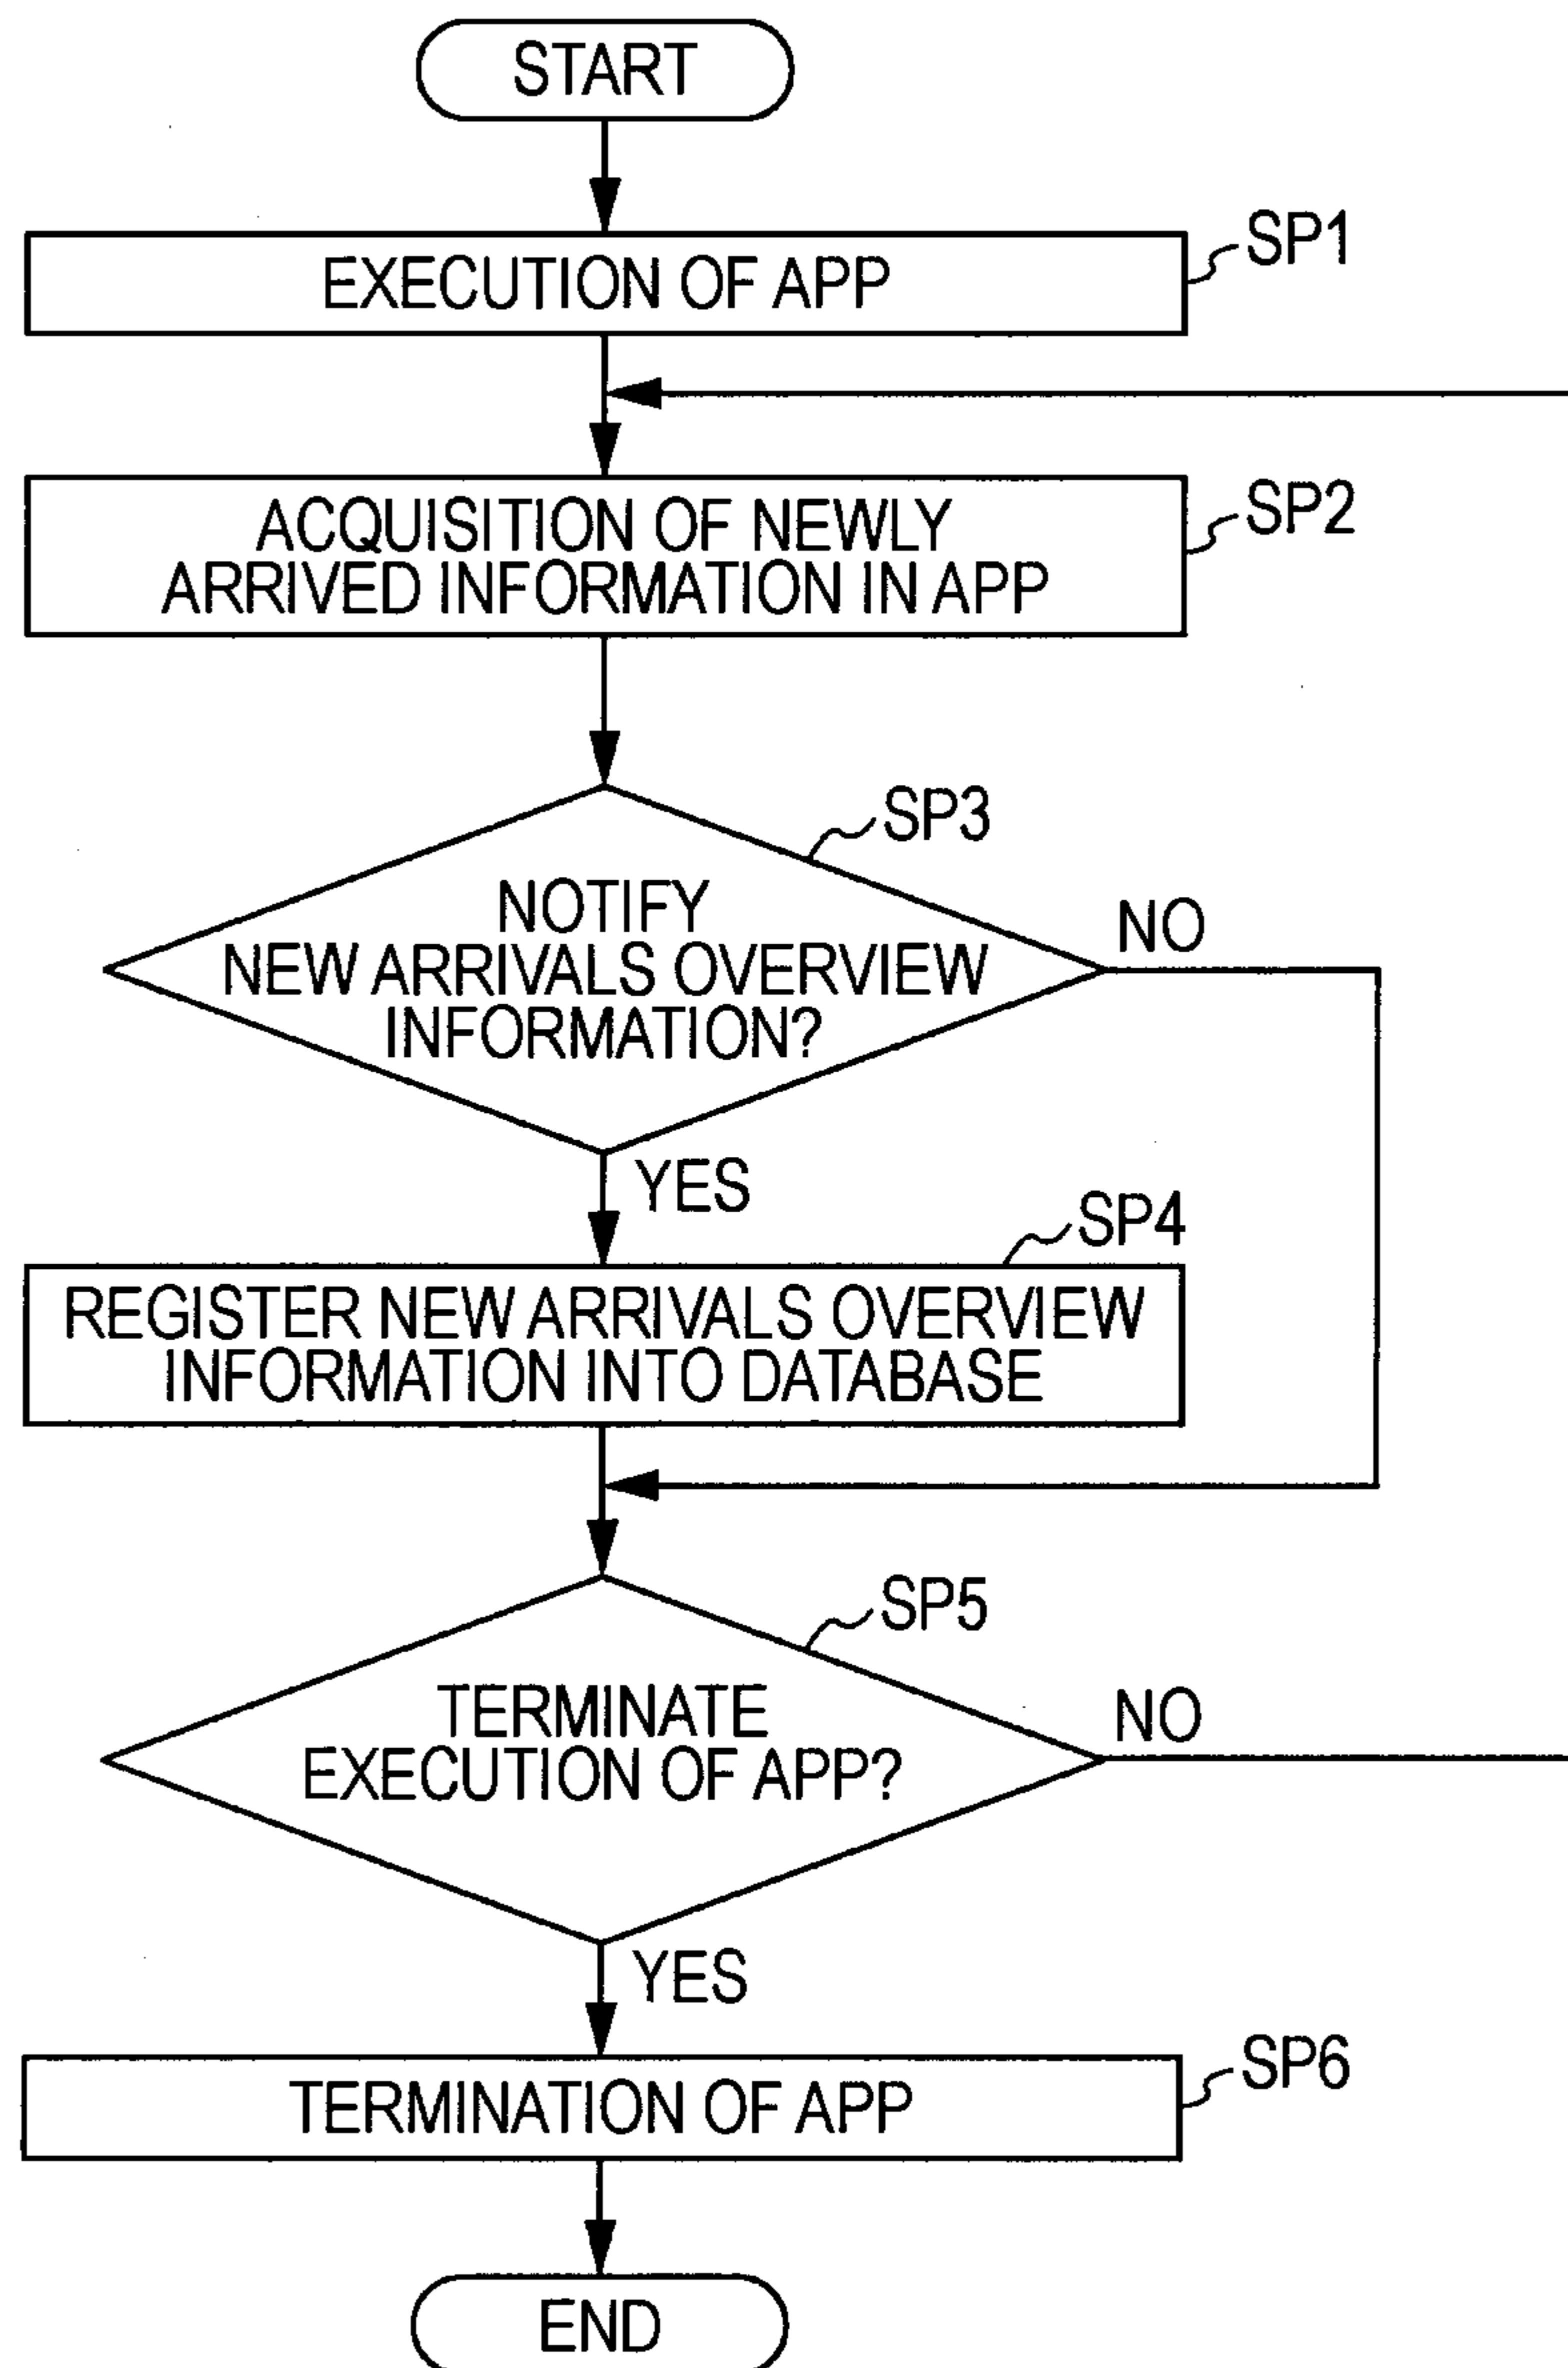 START
EXECUTION OF APP
SP1
ACQUISITION OF NEWLY
ARRIVED INFORMATION IN APP
SP2
SP3
NOTIFY
NEW ARRIVALS OVERVIEW
INFORMATION?
NO
YES
SP4
REGISTER NEW ARRIVALS OVERVIEW
INFORMATION INTO DATABASE
SP5
TERMINATE
EXECUTION OF APP?
NO
YES
TERMINATION OF APP
SP6
END